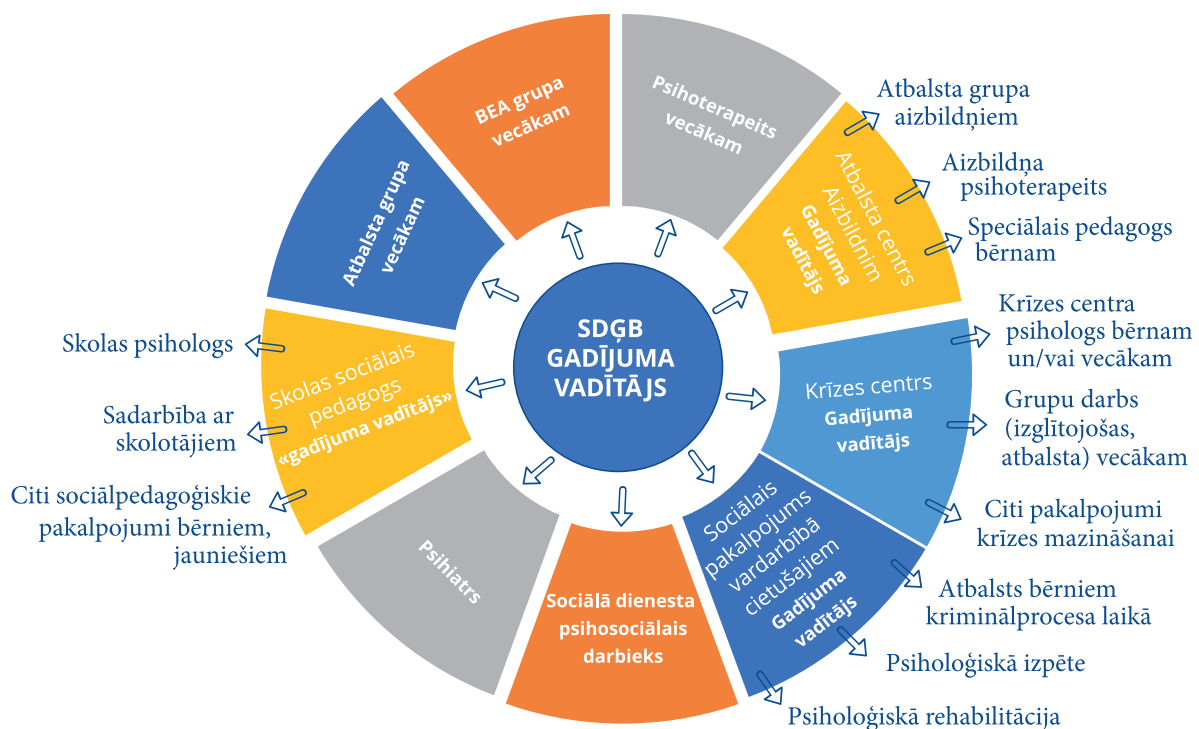 SDĢB
GADĪJUMA
VADĪTĀJS
BEA grupa
vecākam
Psihoterapeits
vecākam
Atbalsta centrs
Aizbildnim
Gadījuma
vadītājs
Atbalsta grupa
aizbildņiem
Aizbildņa
psihoterapeits
Speciālais pedagogs
bērnam
Krīzes centrs
Gadījuma
vadītājs
Krīzes centra
psihologs bērnam
un/vai vecākam
Grupu darbs
(izglītojošas,
atbalsta) vecākam
Citi pakalpojumi
krīzes mazināšanai
Sociālais
pakalpojums
vardarbībā
cietušajiem
Gadījuma
vadītājs
Atbalsts bērniem
kriminālprocesa laikā
Psiholoģiskā izpēte
Psiholoģiskā rehabilitācija
Sociālā dienesta
psihosociālais
darbieks
Psihiatrs
Skolas sociālais
pedagogs
«gadījuma vadītājs»
Skolas psihologs
Sadarbība ar
skolotājiem
Citi sociālpedagoģiskie
pakalpojumi bērniem,
jauniešiem
Atbalsta grupa
vecākam